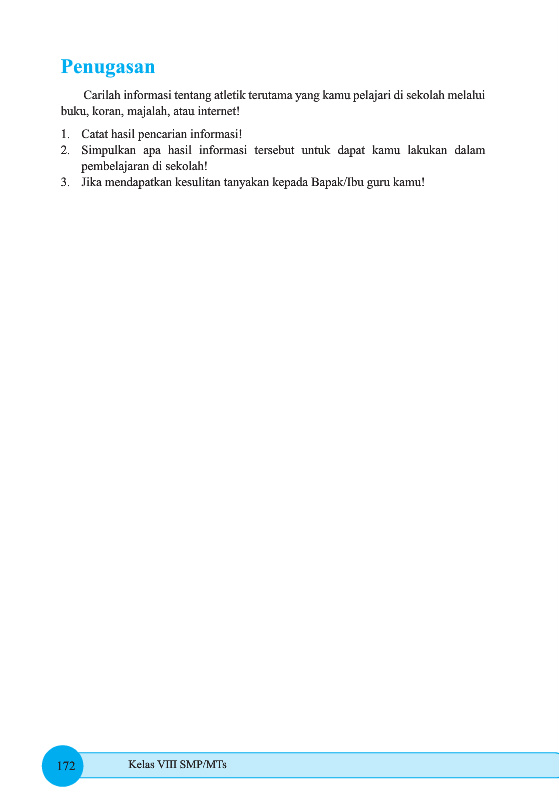 Penugasan
Carilah informasi tentang atletik terutama yang kamu pelajari di sekolah melalui
buku, koran, majalah, atau internet!
1. Catat hasil pencarian informasi!
2. Simpulkan apa hasil informasi tersebut untuk dapat kamu lakukan dalam
pembelajaran di sekolah!
3. Jika mendapatkan kesulitan tanyakan kepada Bapak/Ibu guru kamu!
172 Kelas VIII SMP/MTs